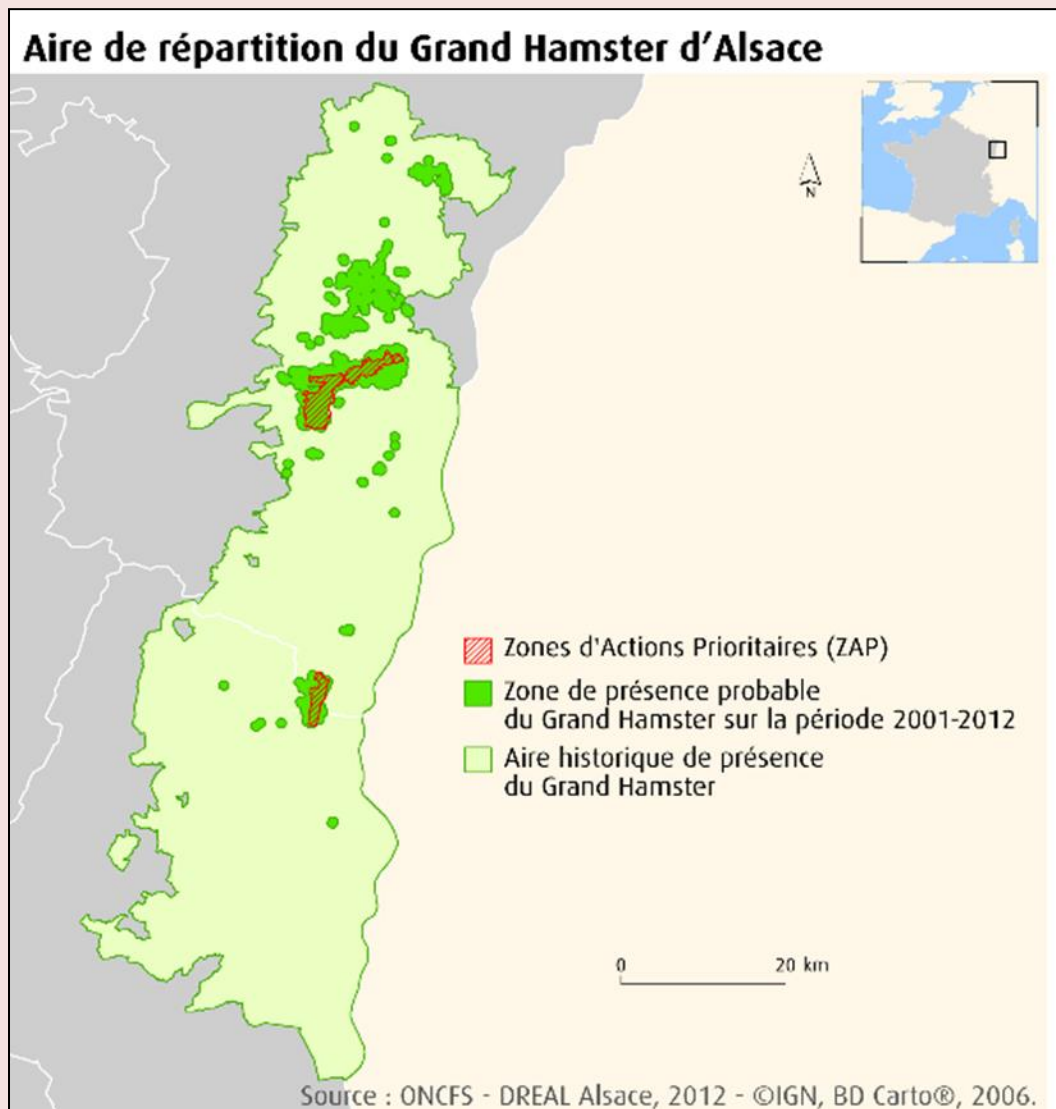 Aire de répartition du Grand Hamster d'Alsace
N
Zones d'Actions Prioritaires (ZAP)
Zone de présence probable
du Grand Hamster sur la période 2001-2012
Aire historique de présence
du Grand Hamster
0 20 km
Source : ONCFS - DREAL Alsace, 2012 - ©IGN, BD Carto®, 2006.